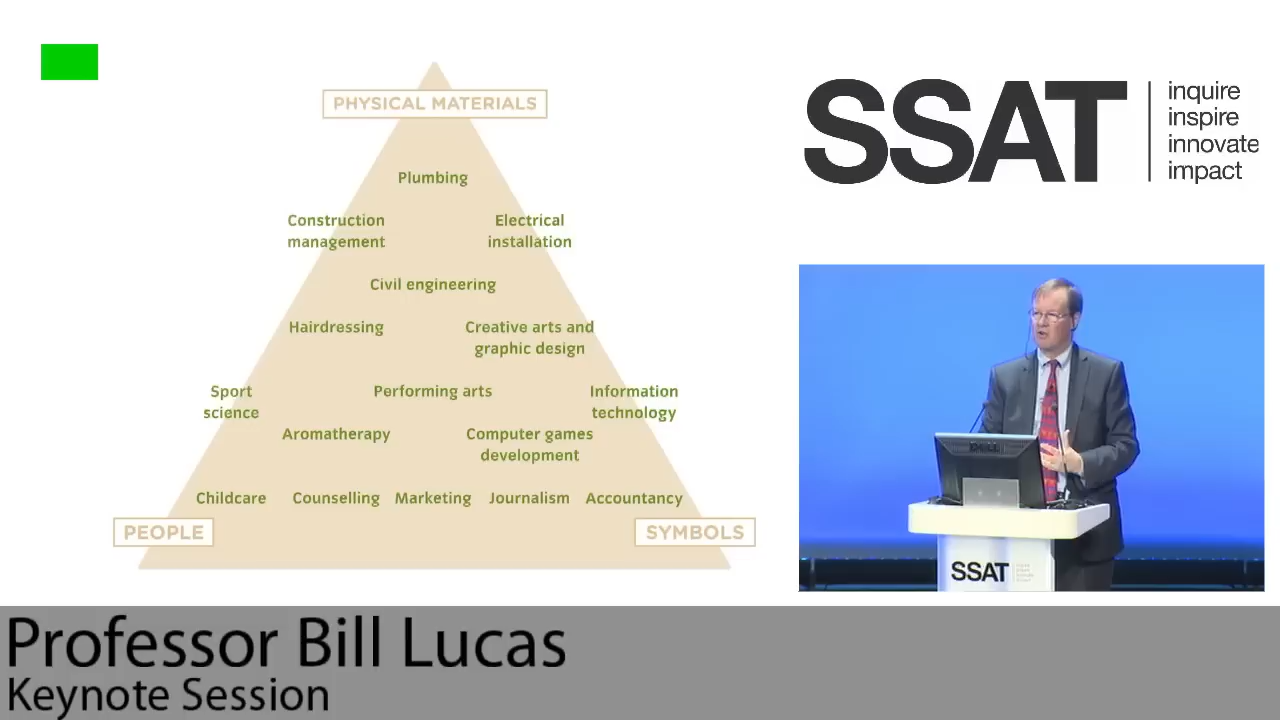 PHYSICAL MATERIALS
Plumbing
Construction
management
Electrical
installation
Civil engineering
Hairdressing
Creative arts and
graphic design
Sport
science
Performing arts
Information
technology
Aromatherapy
Computer games
development
Childcare
Counselling
Marketing
Journalism
Accountancy
PEOPLE
SYMBOLS
SSAT
inquire
inspire
innovate
impact
DELL
SSAT
Professor Bill Lucas
Keynote Session